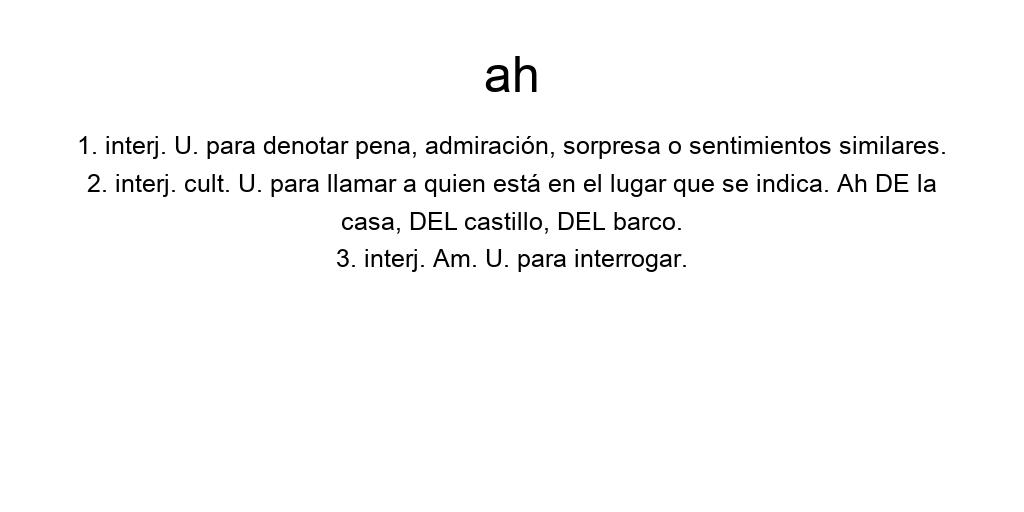 ah
1. interj. U. para denotar pena, admiración, sorpresa o sentimientos similares.
2. interj. cult. U. para llamar a quien está en el lugar que se indica. Ah DE la
casa, DEL castillo, DEL barco.
3. interj. Am. U. para interrogar.